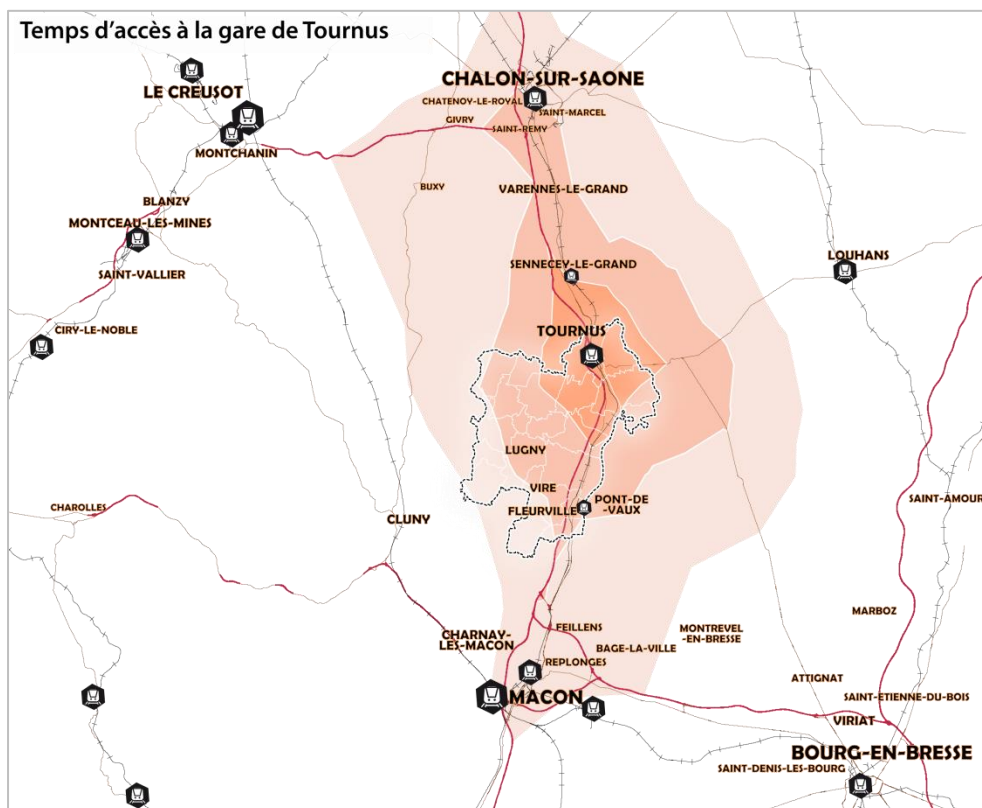 Temps d'accès à la gare de Tournus
CHALON-SUR-SAONE
LE CREUSOT
CHATENOY-LE-ROYAL
SAINT-MARCEL
GIVRY
SAINT-REMY
MONTCHANIN
BUXY
VARENNES-LE-GRAND
BLANZY
MONTCEAU-LES-MINES
LOUHANS
SENNECEY-LE-GRAND
SAINT-VALLIER
CIRY-LE-NOBLE
TOURNUS
LUGNY
VIRE
PONT-DE
-VAUX
FLEURVILLE
SAINT-AMOUR
CHAROLLES
CLUNY
MARBOZ
FEILLENS
MONTREVEL
-EN-BRESSE
CHARNAY-
LES-MACON
BAGE-LA-VILLE
REPLONGES
ATTIGNAT
MACON
SAINT-ETIENNE-DU-BOIS
VIRIAT
BOURG-EN-BRESSE
SAINT-DENIS-LES-BOURG